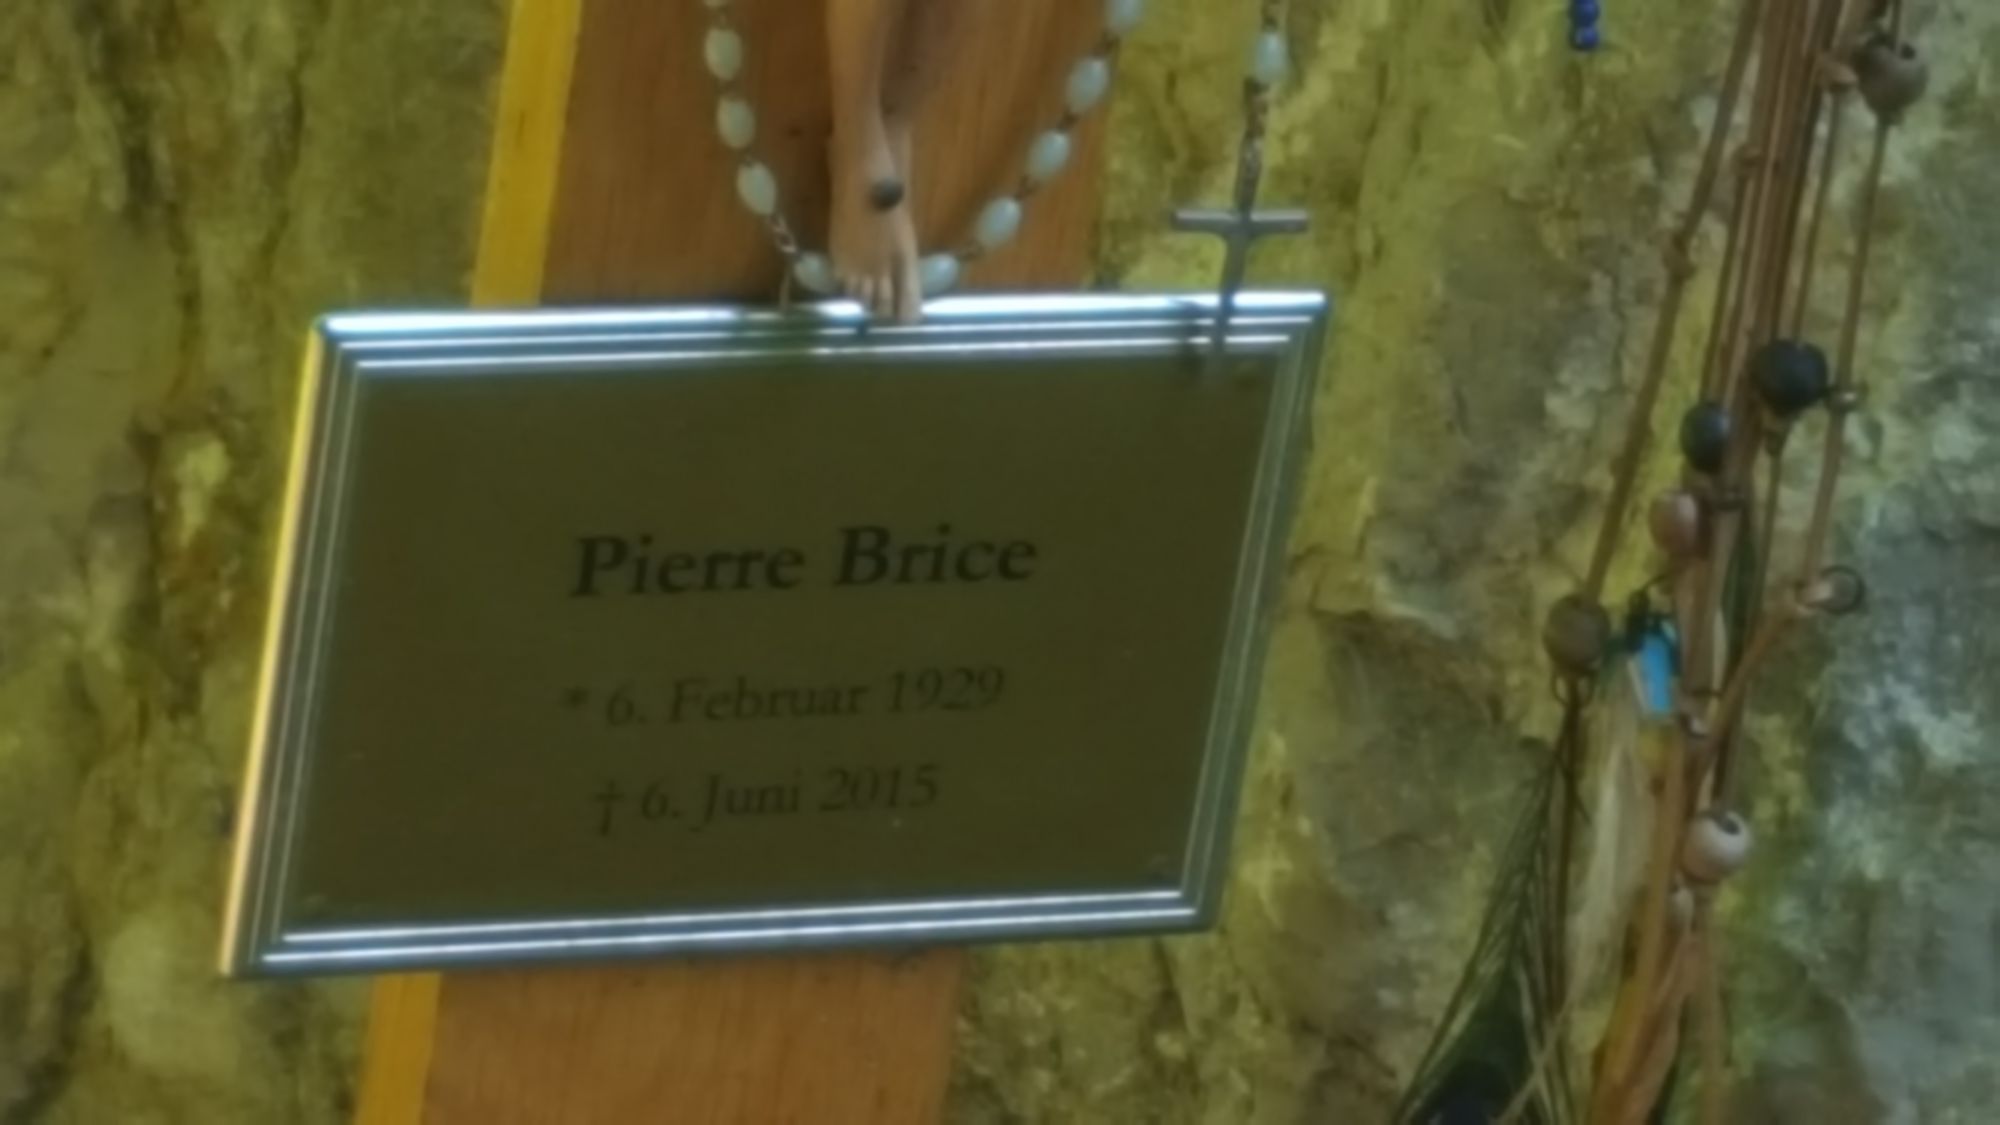 Pierre Brice
* 6. Februar 1929
† 6. Juni 2015